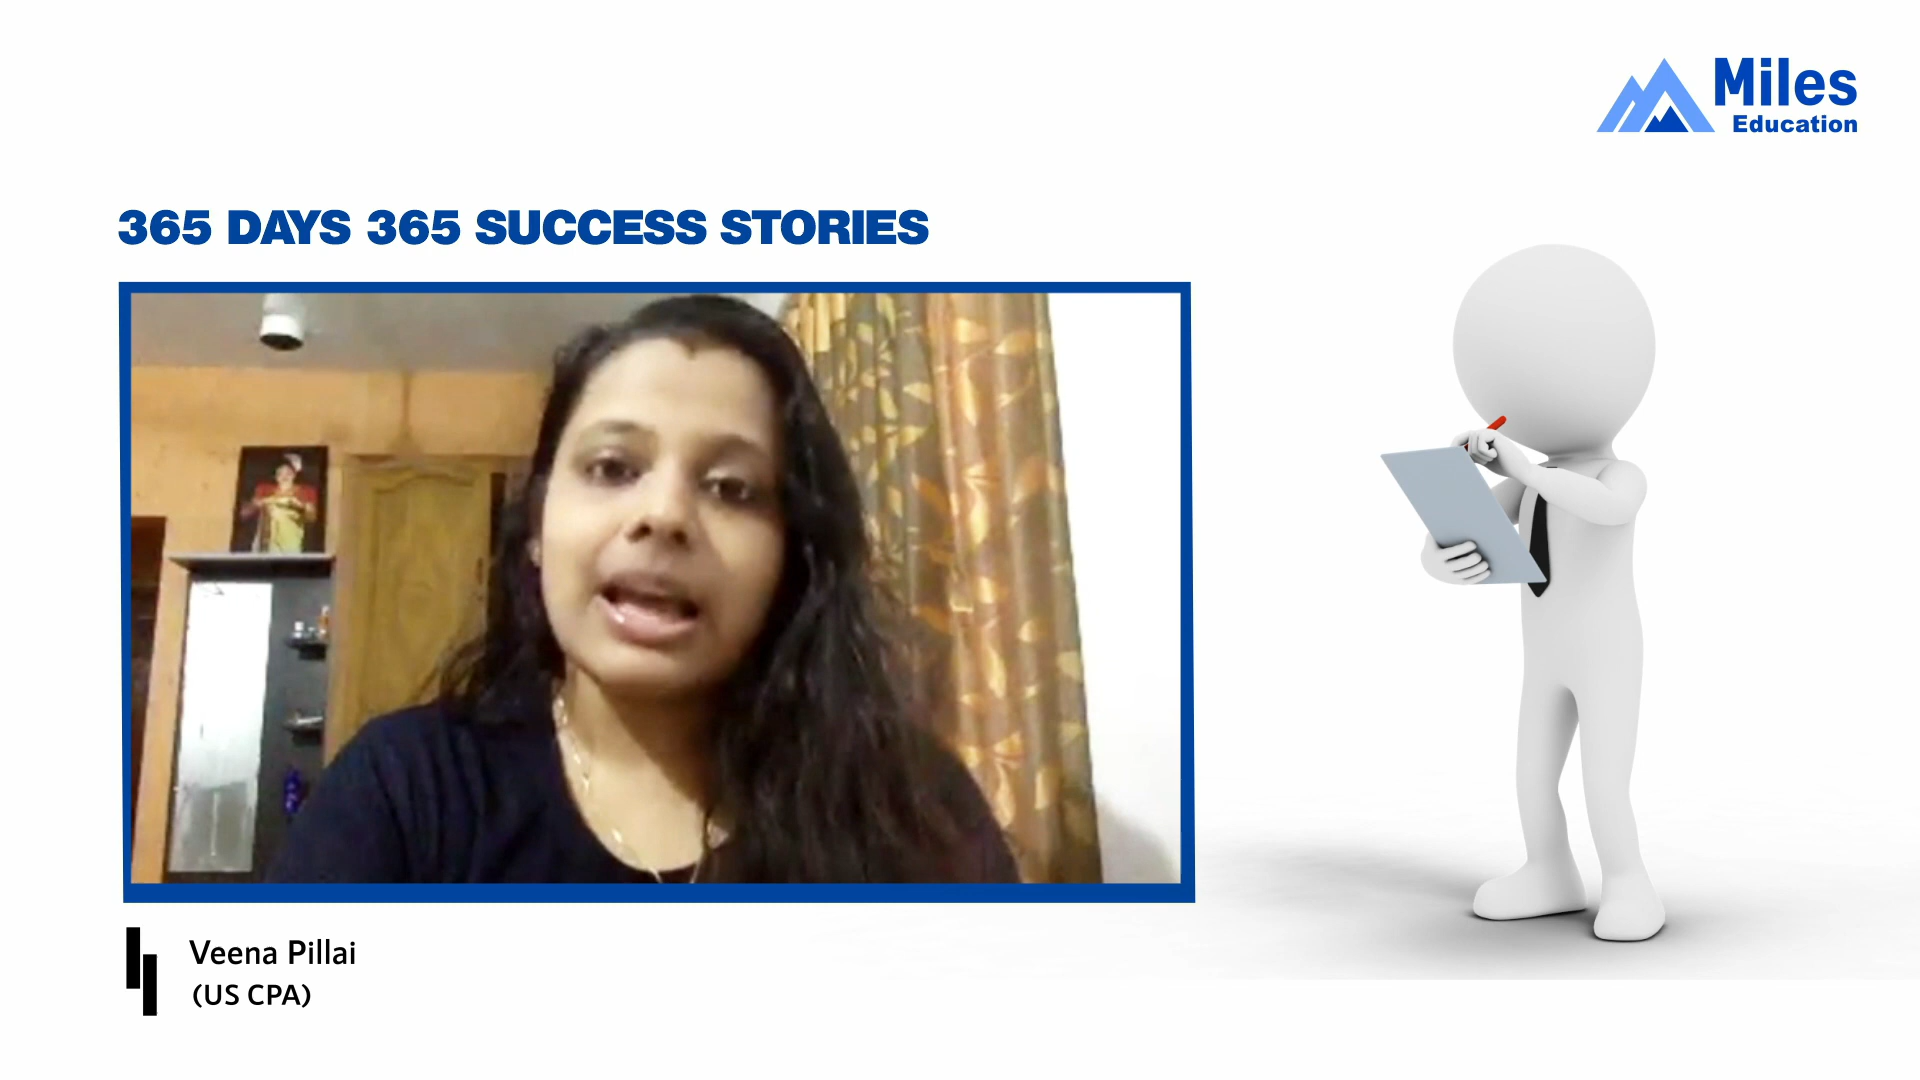 Miles
Education
365 DAYS 365 SUCCESS STORIES
Veena Pillai
(US CPA)